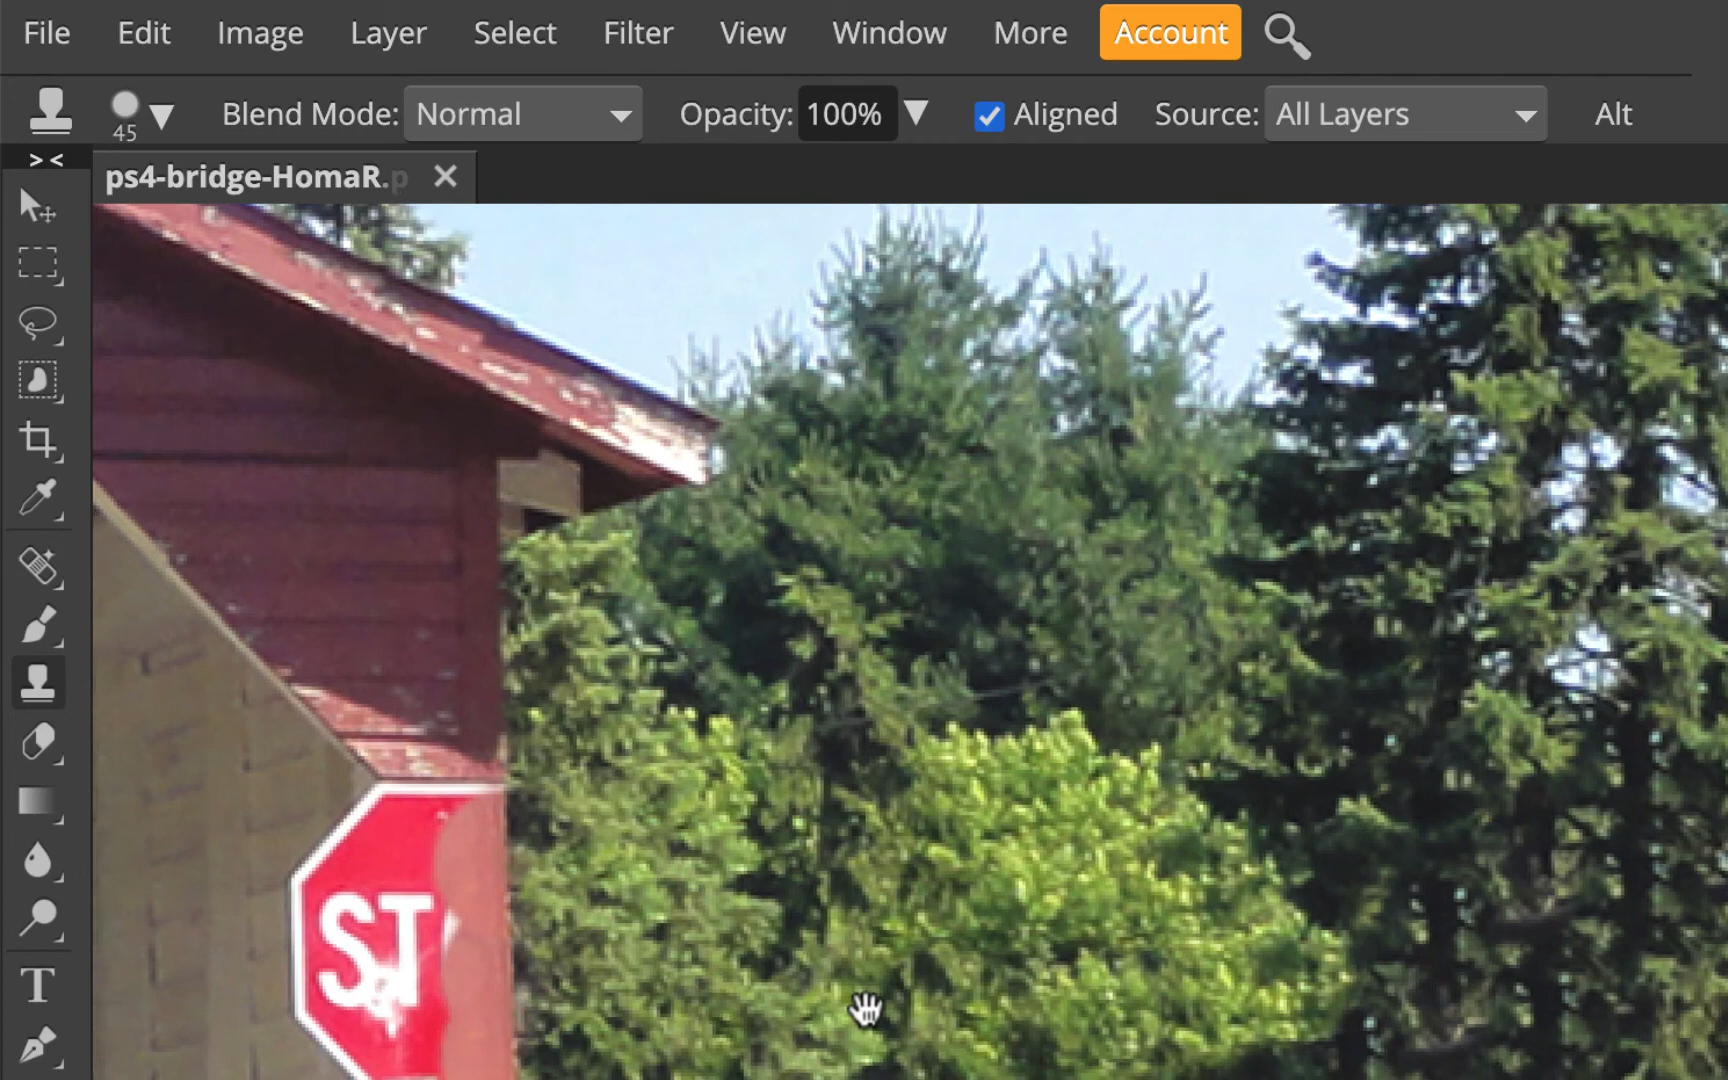 File Edit Image Layer Select Filter View Window More Account
45 Blend Mode: Normal Opacity: 100% Aligned Source: All Layers Alt
> <
ps4-bridge-HomaR.p
T
ST